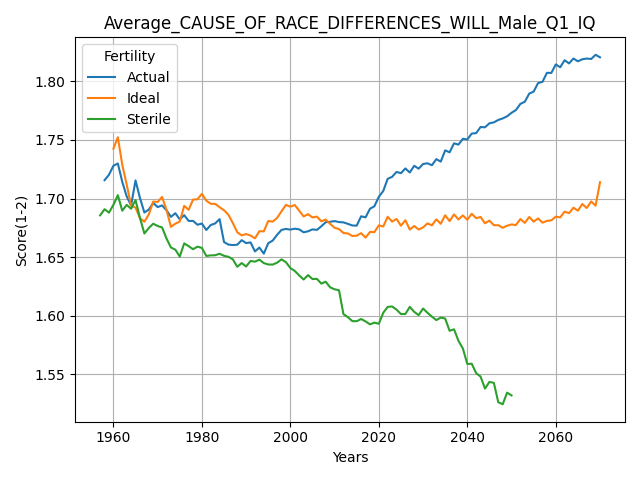 Average_CAUSE_OF_RACE_DIFFERENCES_WILL_Male_Q1_IQ
Fertility
Actual
Ideal
Sterile
Score(1-2)
1.80
1.75
1.70
1.65
1.60
1.55
1960 1980 2000 2020 2040 2060
Years